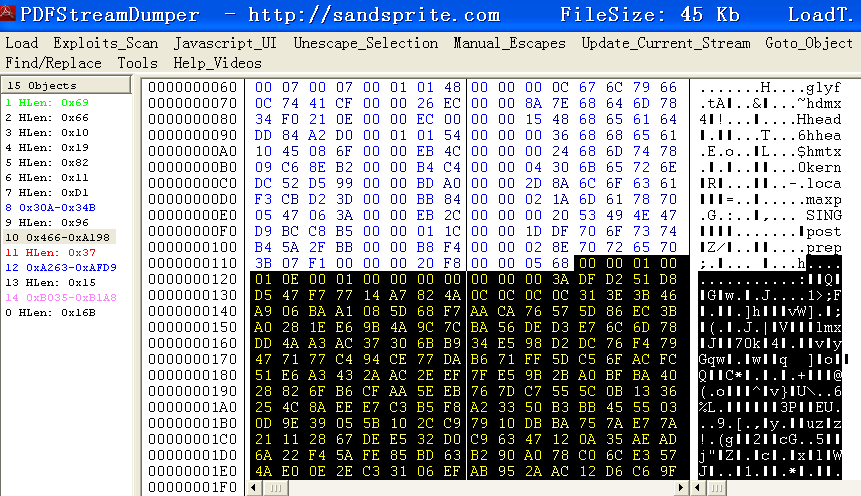 PDFStreamDumper - http://sandsprite.com FileSize: 45 Kb LoadT.
Load Exploits_Scan Javascript_UI Unescape_Selection Manual_Escapes Update_Current_Stream Goto_Object
Find/Replace Tools Help_Videos
15 Objects
1 HLen: 0x69
2 HLen: 0x66
3 HLen: 0x10
4 HLen: 0x19
5 HLen: 0x82
6 HLen: 0x11
7 HLen: 0xD1
8 0x30A-0x34B
9 HLen: 0x96
10 0x466-0xA198
11 HLen: 0x37
12 0xA263-0xAFD9
13 HLen: 0x15
14 0xB035-0xB1A8
0 HLen: 0x16B
0000000060 00 07 00 07 00 01 01 48 00 00 00 0C 67 6C 79 66 .......H....glyf
0000000070 0C 74 41 CF 00 00 26 EC 00 00 8A 7E 68 64 6D 78 .tA|..&|...~hdmx
0000000080 34 F0 21 0E 00 00 EC 00 00 00 15 48 68 65 61 64 4|!...|....Hhead
0000000090 DD 84 A2 D0 00 01 01 54 00 00 00 36 68 68 65 61 .||....T...6hhea
00000000A0 10 45 08 6F 00 00 EB 4C 00 00 00 24 68 6D 74 78 .E.o..|L...$hmtx
00000000B0 09 C6 8E B2 00 00 B4 C4 00 00 04 30 6B 65 72 6E .||....||...0kern
00000000C0 DC 52 D5 99 00 00 BD A0 00 00 2D 8A 6C 6F 63 61 |R||..||..-.loca
00000000D0 F3 CB D2 3D 00 00 BB 84 00 00 02 1A 6D 61 78 70 |||=..||....maxp
00000000E0 05 47 06 3A 00 00 EB 2C 00 00 00 20 53 49 4E 47 .G.:..|,... SING
00000000F0 D9 BC C8 B5 00 00 01 1C 00 00 1D DF 70 6F 73 74 ||||.......|post
0000000100 B4 5A 2F BB 00 00 B8 F4 00 00 02 8E 70 72 65 70 |Z/|..||....prep
0000000110 3B 07 F1 00 00 00 20 F8 00 00 05 68 00 00 01 00 ;.|... |...h....
0000000120 01 0E 00 01 00 00 00 00 00 00 00 3A DF D2 51 D8 ...........:||Q|
0000000130 D5 47 F7 77 14 A7 82 4A 0C 0C 0C 0C 31 3E 3B 46 |G|w.|.J....1>;F
0000000140 A9 06 BA A1 08 5D 68 F7 AA CA 76 57 5D 86 EC 3B
0000000150 A0 28 1E E6 9B 4A 9C 7C BA 56 DE D3 E7 6C 6D 78
0000000160 DD 4A A3 AC 37 30 6B B9 34 E5 98 D2 DC 76 F4 79
0000000170 47 71 77 C4 94 CE 77 DA B6 71 FF 5D C5 6F AC FC
0000000180 51 E6 A3 43 2A AC 2E EF 7F E5 9B 2B A0 BF BA 40
0000000190 28 82 6F B6 CF AA 5E EB 76 7D C7 55 5C 0B 13 36
00000001A0 25 4C 8A EE E7 C3 B5 F8 A2 33 50 B3 BB 45 55 03
00000001B0 0D 9E 39 05 5B 10 2C C9 79 10 DB BA 75 7A E7 7A
00000001C0 21 11 28 67 DE E5 32 D0 C9 63 47 12 0A 35 AE AD
00000001D0 6A 22 F4 5A FE 85 BD 63 B2 90 A0 78 C0 6C E3 57
00000001E0 4A E0 0E 2E C3 31 06 EF AB 95 2A AC 12 D6 C6 9F
00000001F0